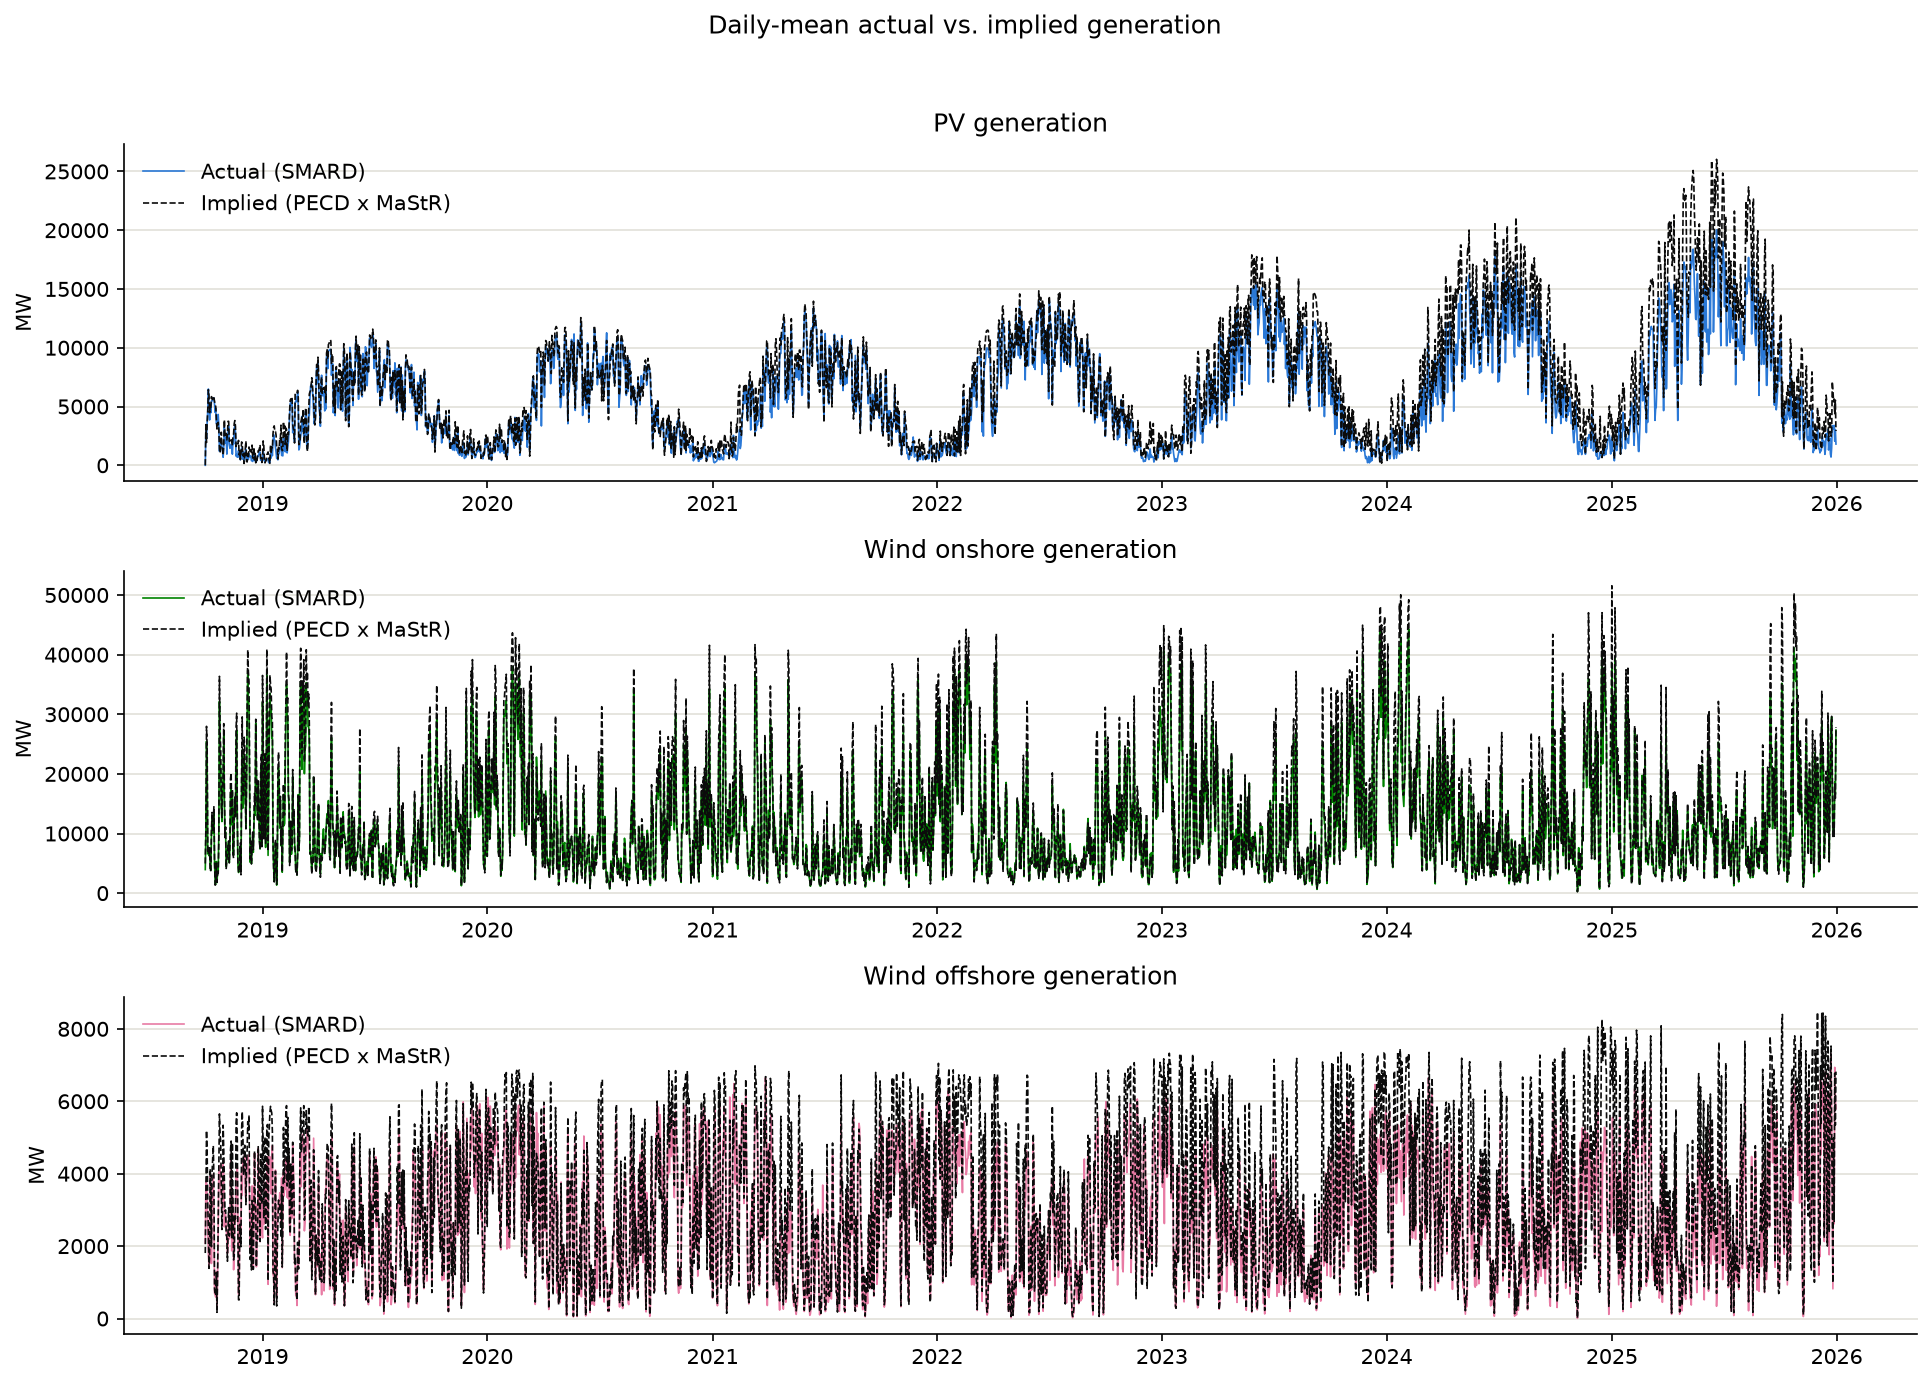 Daily-mean actual vs. implied generation
PV generation
Actual (SMARD)
Implied (PECD x MaStR)
MW
25000
20000
15000
10000
5000
0
2019 2020 2021 2022 2023 2024 2025 2026
Wind onshore generation
Actual (SMARD)
Implied (PECD x MaStR)
MW
50000
40000
30000
20000
10000
0
2019 2020 2021 2022 2023 2024 2025 2026
Wind offshore generation
Actual (SMARD)
Implied (PECD x MaStR)
MW
8000
6000
4000
2000
0
2019 2020 2021 2022 2023 2024 2025 2026